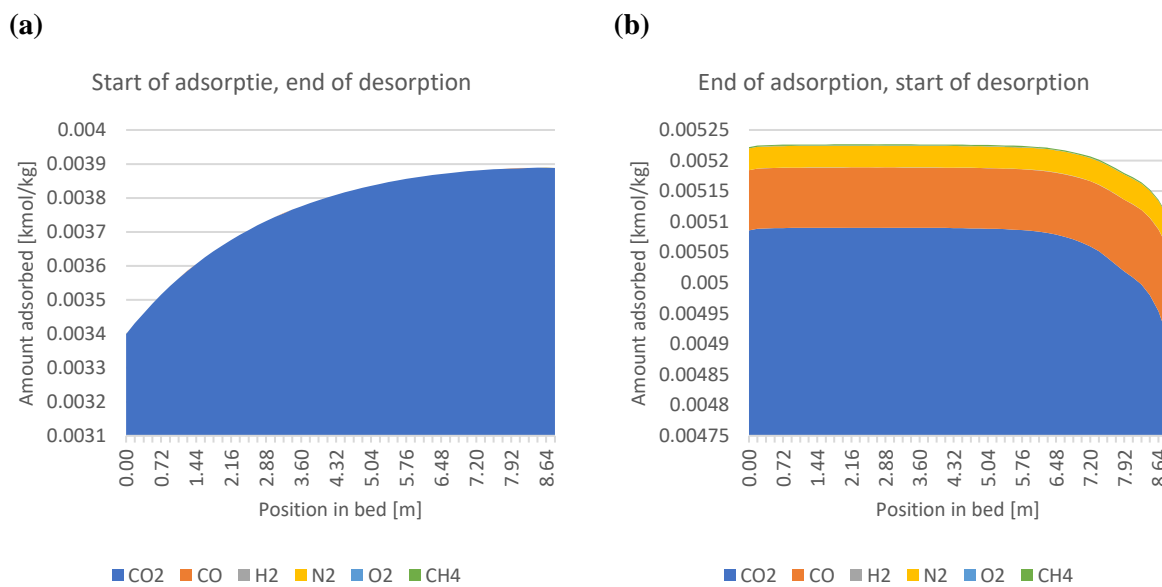 (a)
Start of adsorptie, end of desorption
Amount adsorbed [kmol/kg]
0.004
0.0039
0.0038
0.0037
0.0036
0.0035
0.0034
0.0033
0.0032
0.0031
0.00 0.72 1.44 2.16 2.88 3.60 4.32 5.04 5.76 6.48 7.20 7.92 8.64
Position in bed [m]
CO2 CO H2 N2 O2 CH4
(b)
End of adsorption, start of desorption
Amount adsorbed [kmol/kg]
0.00525
0.0052
0.00515
0.0051
0.00505
0.005
0.00495
0.0049
0.00485
0.0048
0.00475
0.00 0.72 1.44 2.16 2.88 3.60 4.32 5.04 5.76 6.48 7.20 7.92 8.64
Position in bed [m]
CO2 CO H2 N2 O2 CH4